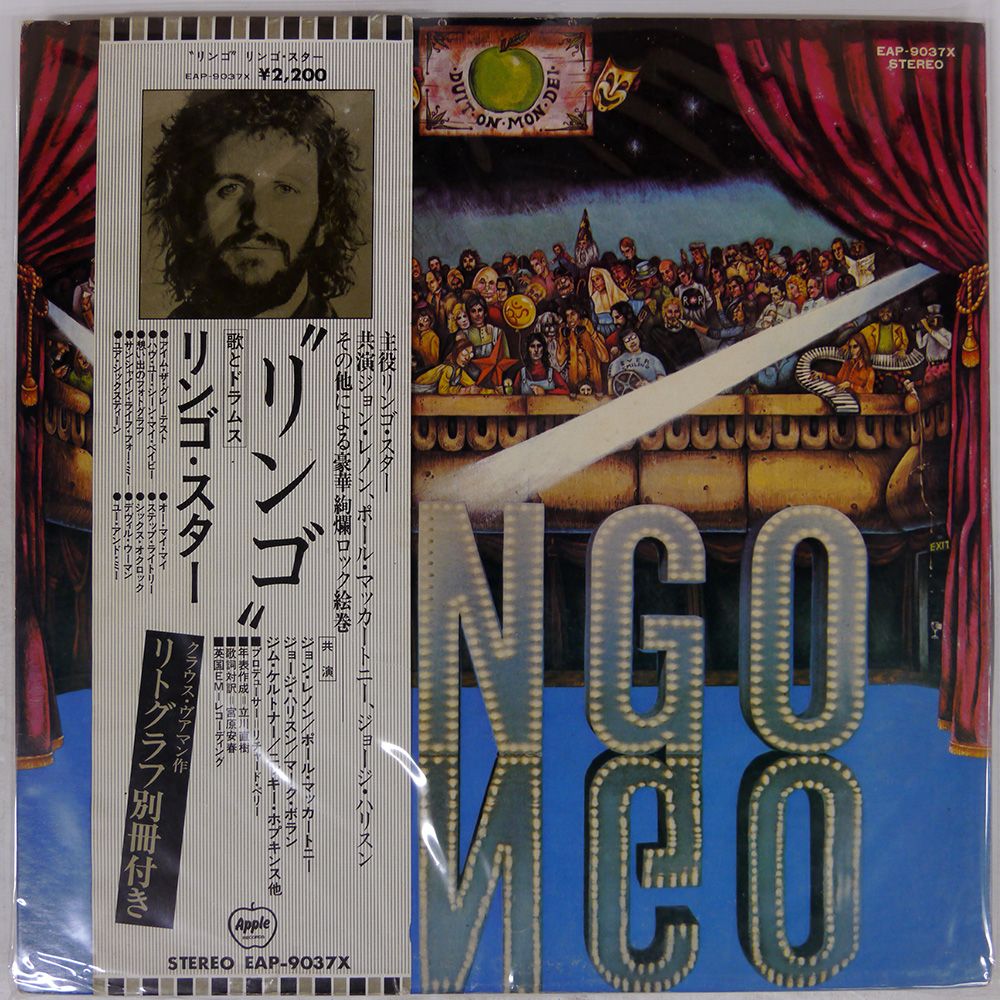 "リンゴ" リンゴ・スター
EAP-9037X ¥2,200
主役リンゴ・スター
共演ジョン・レノン、ポール・マッカートニー、ジョージ・ハリスン
その他による豪華絢爛ロック絵巻
"リンゴ"
歌とドラムス
リンゴ・スター
●アイム・ザ・グレーテスト
●ハヴ・ユー・シーン・マイ・ベイビー
●想い出のフォトグラフ
●サンシャイン・ライフ・フォー・ミー
●ユア・シックスティーン
●オー・マイ・マイ
●ステップ・ライトリー
●シックス・オクロック
●デヴィル・ウーマン
●ユー・アンド・ミー
共演
ジョン・レノン/ポール・マッカートニー
ジョージ・ハリスン/マーク・ボラン
ジム・ケルトナー/ニッキー・ホプキンス他
■プロデューサー=リチャード・ペリー
■年表作成=立川直樹
■歌詞対訳=宮原安春
■英国EMIレコーディング
クラウス・ヴァマン作
リトグラフ別冊付き
Apple
RECORDS
STEREO EAP-9037X
EAP-9037X
STEREO
DUIT·ON·MON·DEI
EXIT
NGO